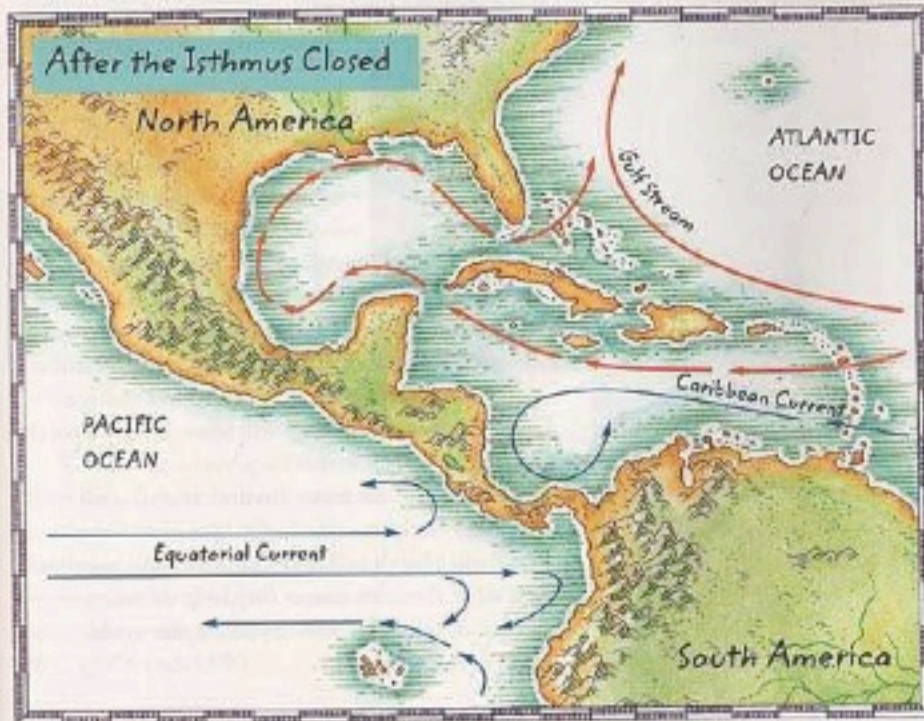 After the Isthmus Closed
North America
ATLANTIC
OCEAN
Gulf Stream
Caribbean Current
PACIFIC
OCEAN
Equatorial Current
South America